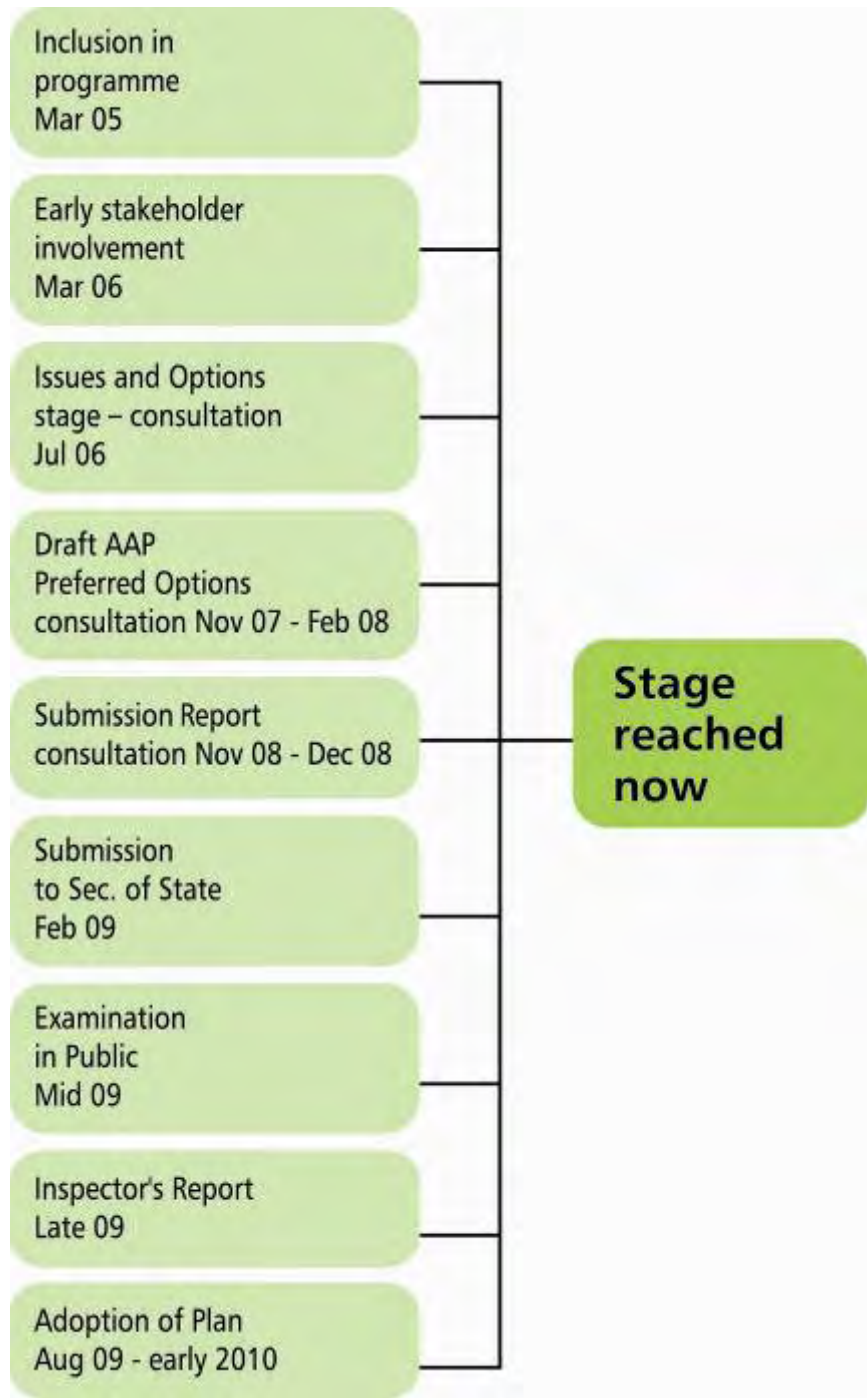 Inclusion in
programme
Mar 05
Early stakeholder
involvement
Mar 06
Issues and Options
stage – consultation
Jul 06
Draft AAP
Preferred Options
consultation Nov 07 - Feb 08
Submission Report
consultation Nov 08 - Dec 08
Stage
reached
now
Submission
to Sec. of State
Feb 09
Examination
in Public
Mid 09
Inspector's Report
Late 09
Adoption of Plan
Aug 09 - early 2010